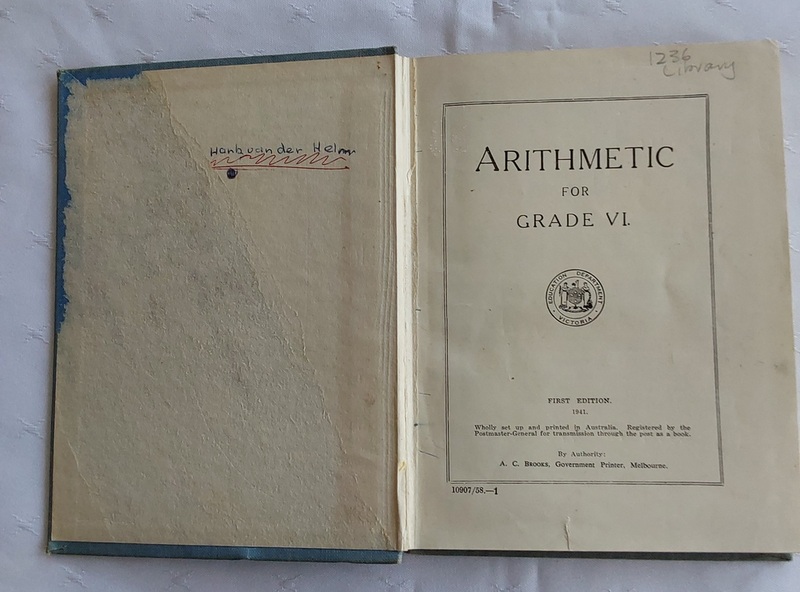 Hank van der Helm
1236
Library
ARITHMETIC
FOR
GRADE VI.
EDUCATION DEPARTMENT
VICTORIA
FIRST EDITION.
1941.
Wholly set up and printed in Australia. Registered by the
Postmaster-General for transmission through the post as a book.
By Authority:
A. C. BROOKS, Government Printer, Melbourne.
10907/58.—1